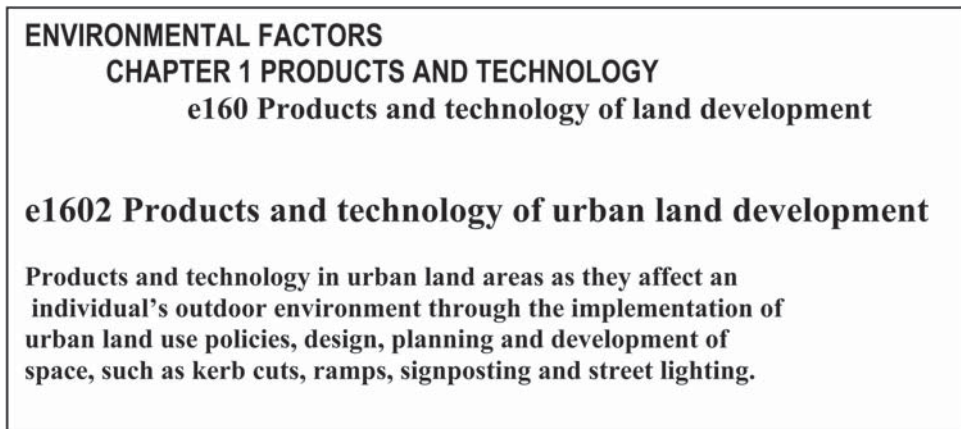 ENVIRONMENTAL FACTORS
CHAPTER 1 PRODUCTS AND TECHNOLOGY
e160 Products and technology of land development
e1602 Products and technology of urban land development
Products and technology in urban land areas as they affect an
individual’s outdoor environment through the implementation of
urban land use policies, design, planning and development of
space, such as kerb cuts, ramps, signposting and street lighting.